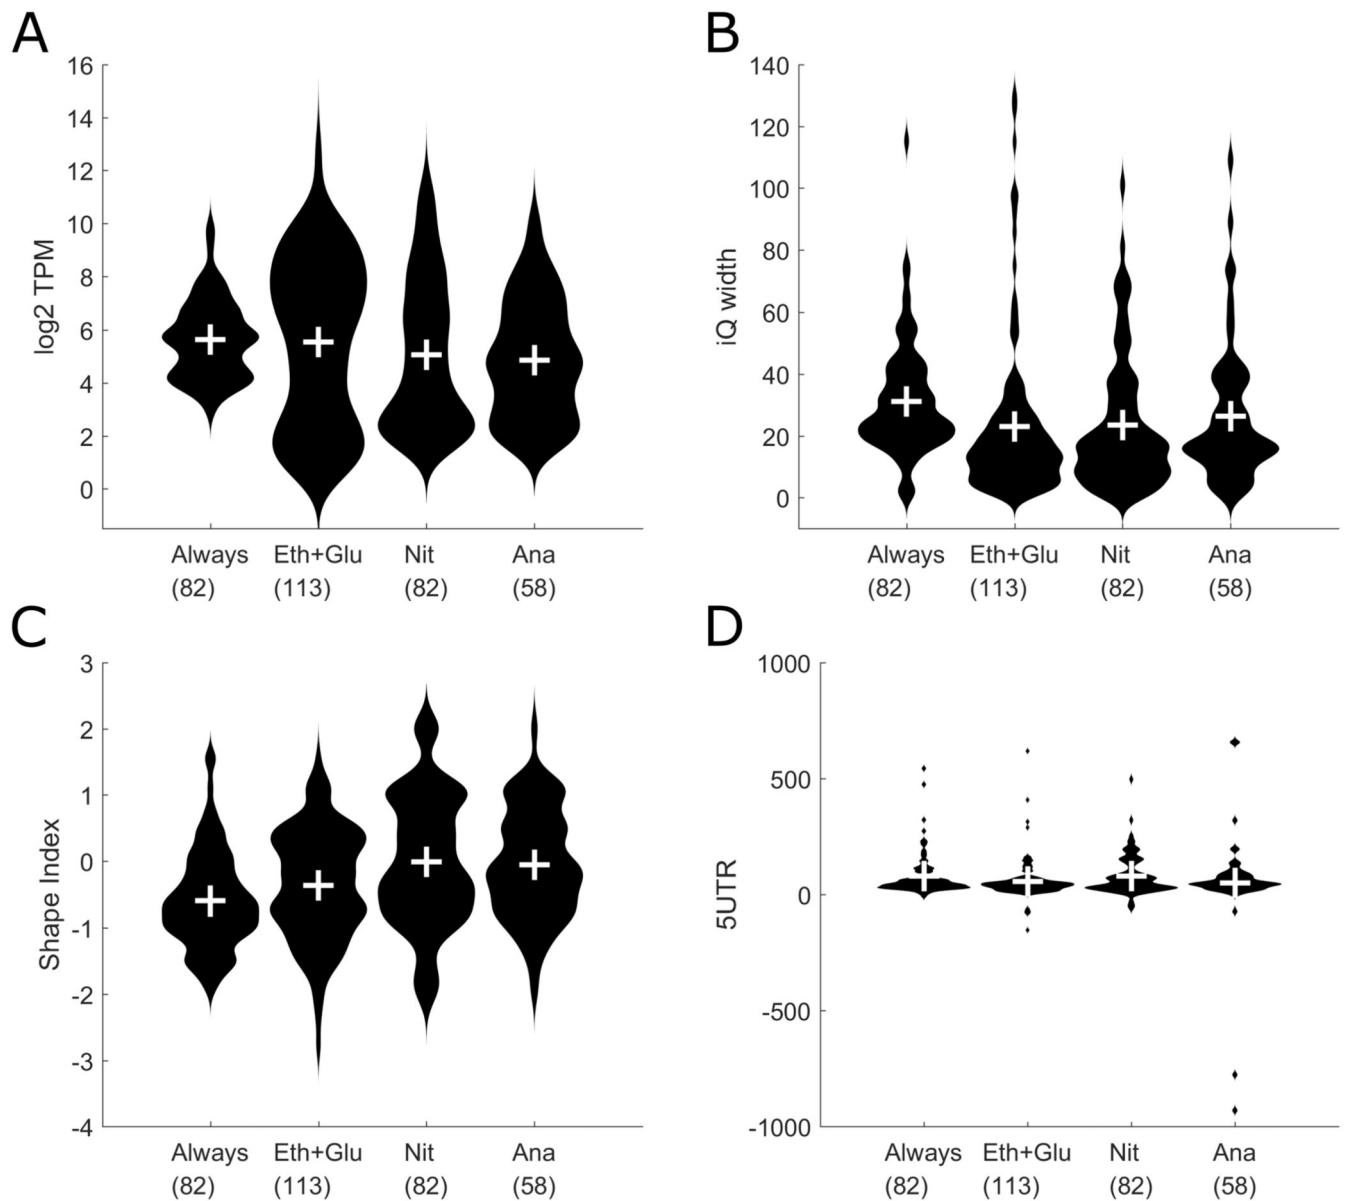 A
16
14
12
10
8
6
4
2
0
log2 TPM
Always Eth+Glu Nit Ana
(82) (113) (82) (58)
B
140
120
100
80
60
40
20
0
iQ width
Always Eth+Glu Nit Ana
(82) (113) (82) (58)
C
3
2
1
0
-1
-2
-3
-4
Shape Index
Always Eth+Glu Nit Ana
(82) (113) (82) (58)
D
1000
500
0
-500
-1000
5UTR
Always Eth+Glu Nit Ana
(82) (113) (82) (58)